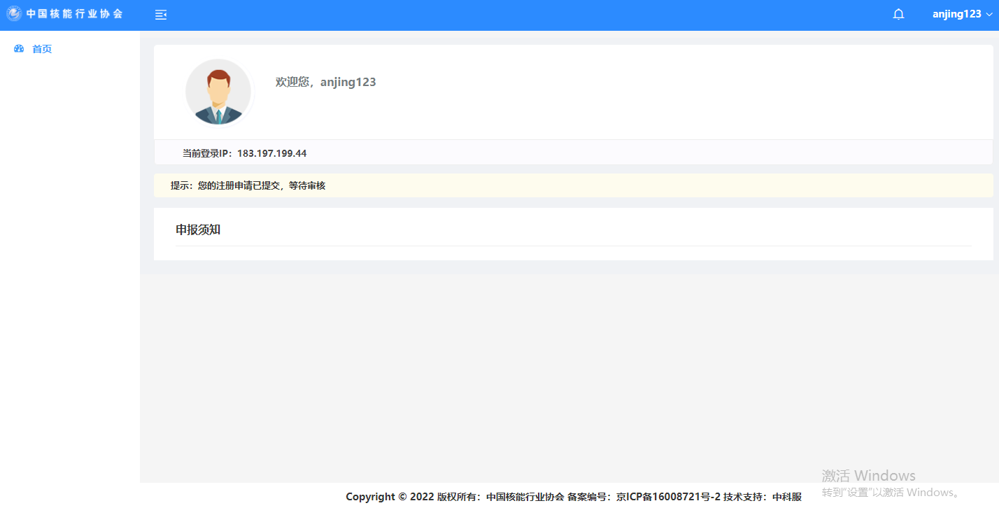 中国核能行业协会
anjing123
首页
欢迎您，anjing123
当前登录IP：183.197.199.44
提示：您的注册申请已提交，等待审核
申报须知
激活 Windows
转到"设置"以激活 Windows。
Copyright © 2022 版权所有：中国核能行业协会 备案编号：京ICP备16008721号-2 技术支持：中科服